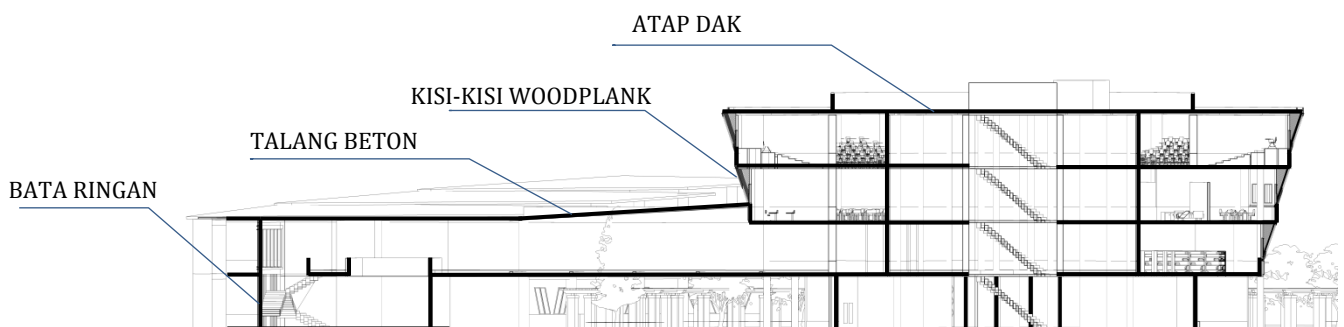 ATAP DAK
KISI-KISI WOODPLANK
TALANG BETON
BATA RINGAN